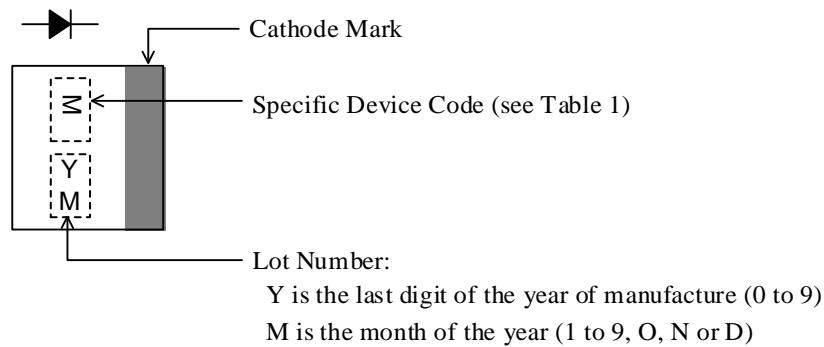 Cathode Mark
M
Specific Device Code (see Table 1)
Y
M
Lot Number:
Y is the last digit of the year of manufacture (0 to 9)
M is the month of the year (1 to 9, O, N or D)